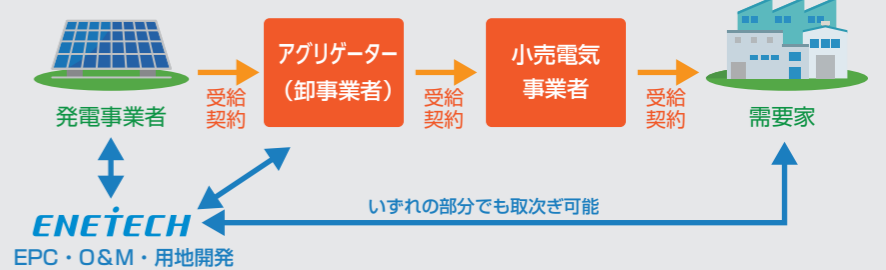 アグリゲーター
（卸事業者）
小売電気
事業者
受給
契約
受給
契約
受給
契約
発電事業者
需要家
いずれの部分でも取次ぎ可能
ENETECH
EPC・O&M・用地開発